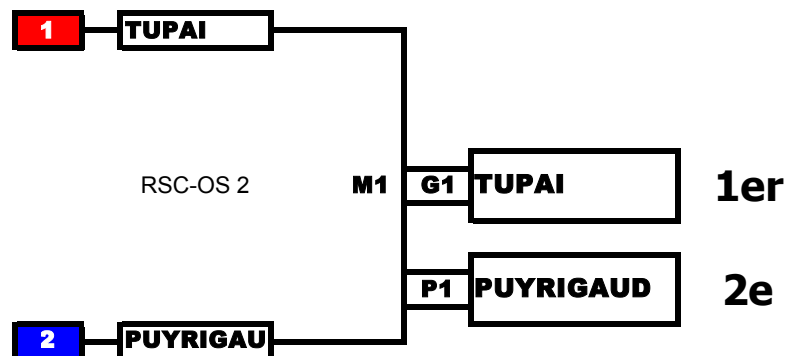 1 TUPAI
RSC-OS 2 M1 G1 TUPAI 1er
P1 PUYRIGAUD 2e
2 PUYRIGAU